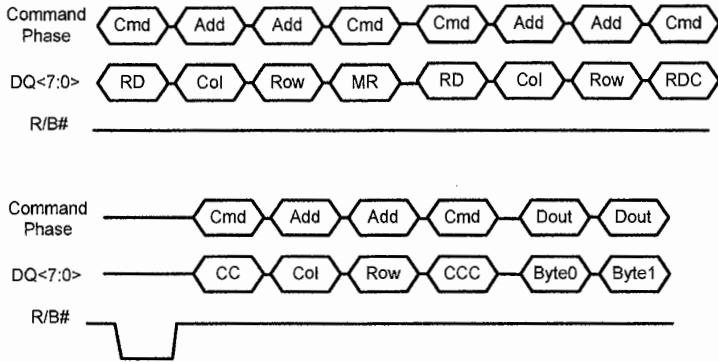 Command Phase Cmd Add Add Cmd Cmd Add Add Cmd
DQ<7:0> RD Col Row MR RD Col Row RDC
R/B#
Command Phase Cmd Add Add Cmd Dout Dout
DQ<7:0> CC Col Row CCC Byte0 Byte1
R/B#